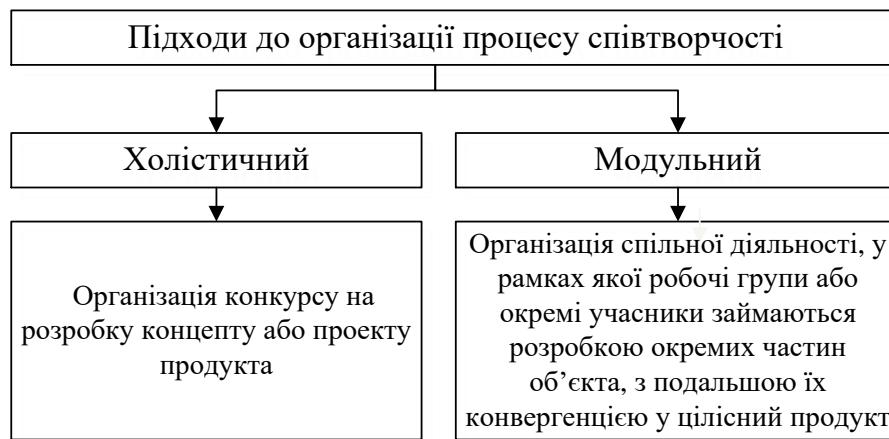 Підходи до організації процесу співтворчості
Холістичний
Модульний
Організація конкурсу на
розробку концепту або проекту
продукта
Організація спільної діяльності, у
рамках якої робочі групи або
окремі учасники займаються
розробкою окремих частин
об’єкта, з подальшою їх
конвергенцією у цілісний продукт